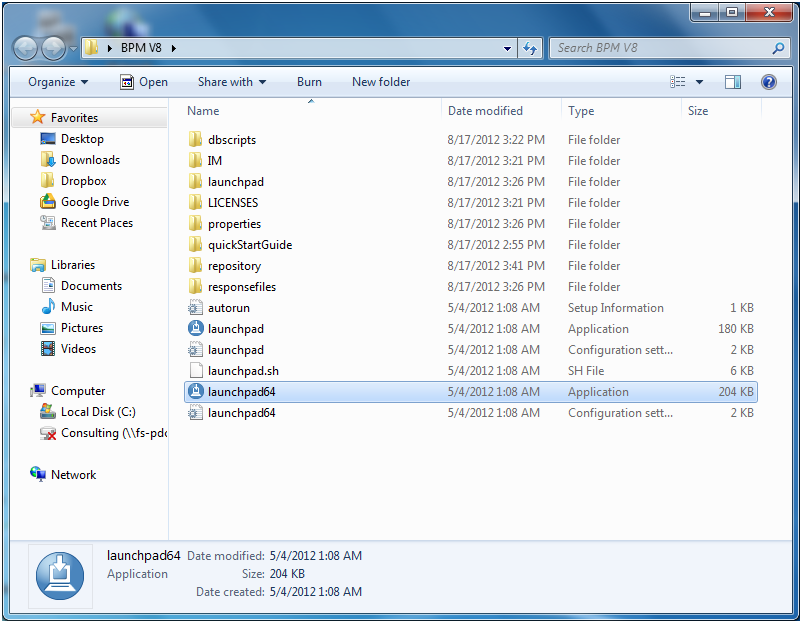 BPM V8
Search BPM V8
Organize Open Share with Burn New folder
Name Date modified Type Size
Favorites
Desktop
Downloads
Dropbox
Google Drive
Recent Places
Libraries
Documents
Music
Pictures
Videos
Computer
Local Disk (C:)
Consulting (\\fs-pdc
Network
dbscripts 8/17/2012 3:22 PM File folder
IM 8/17/2012 3:21 PM File folder
launchpad 8/17/2012 3:26 PM File folder
LICENSES 8/17/2012 3:21 PM File folder
properties 8/17/2012 3:26 PM File folder
quickStartGuide 8/17/2012 2:55 PM File folder
repository 8/17/2012 3:41 PM File folder
responsefiles 8/17/2012 3:26 PM File folder
autorun 5/4/2012 1:08 AM Setup Information 1 KB
launchpad 5/4/2012 1:08 AM Application 180 KB
launchpad 5/4/2012 1:08 AM Configuration sett... 2 KB
launchpad.sh 5/4/2012 1:08 AM SH File 6 KB
launchpad64 5/4/2012 1:08 AM Application 204 KB
launchpad64 5/4/2012 1:08 AM Configuration sett... 2 KB
launchpad64 Date modified: 5/4/2012 1:08 AM
Application Size: 204 KB
Date created: 5/4/2012 1:08 AM